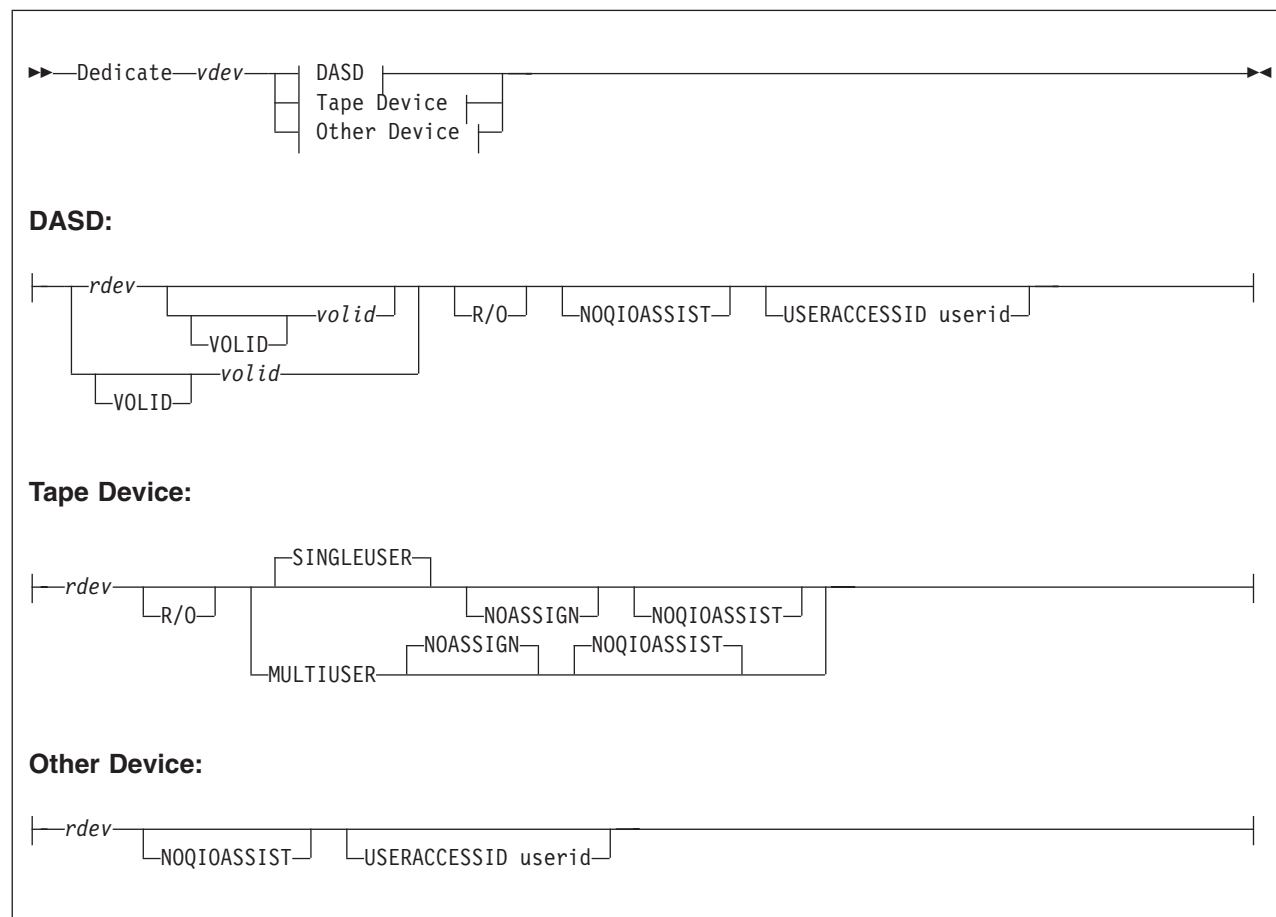 Dedicate vdev DASD
Tape Device
Other Device
DASD:
rdev
volid R/O NOQIOASSIST USERACCESSID userid
VOLID
volid
VOLID
Tape Device:
SINGLEUSER
rdev
R/O NOASSIGN NOQIOASSIST
NOASSIGN NOQIOASSIST
MULTIUSER
Other Device:
rdev
NOQIOASSIST USERACCESSID userid